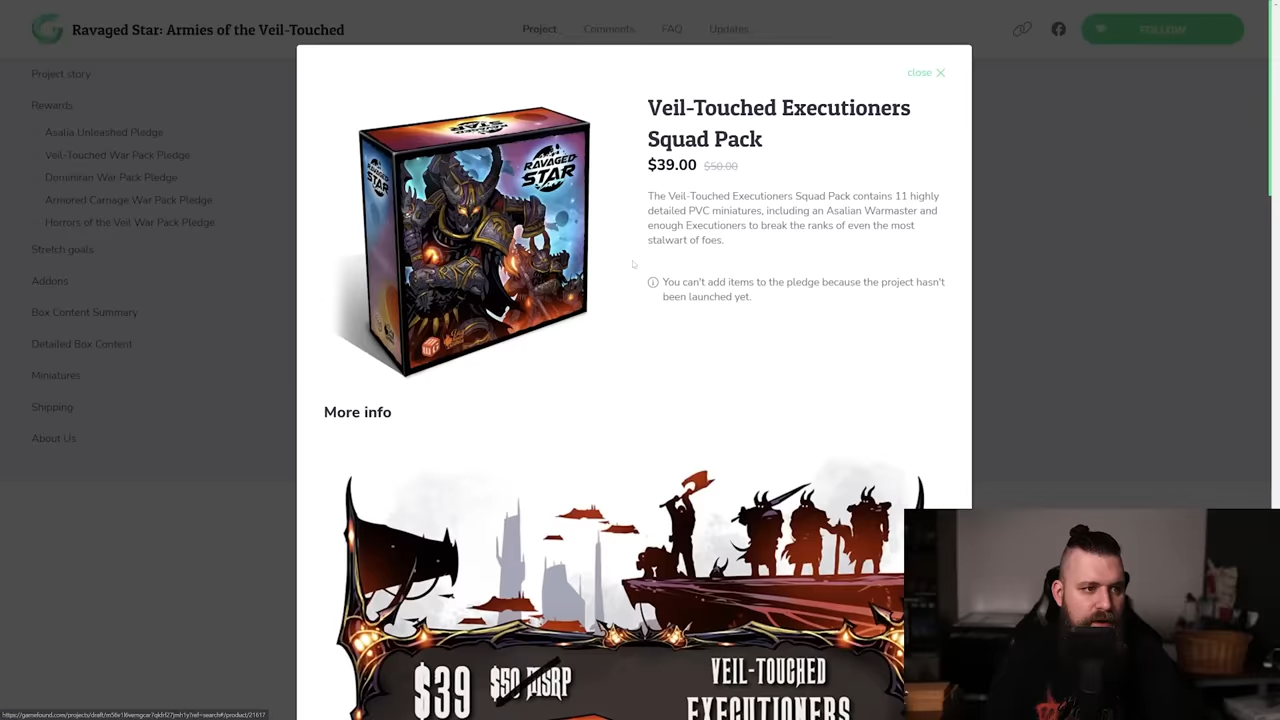 Ravaged Star: Armies of the Veil-Touched
Project
Comments
FAQ
Updates
FOLLOW
Project story
Rewards
Asalia Unleashed Pledge
Veil-Touched War Pack Pledge
Dominian War Pack Pledge
Armored Carnage War Pack Pledge
Horrors of the Veil War Pack Pledge
Stretch goals
Addons
Box Content Summary
Detailed Box Content
Miniatures
Shipping
About Us
close
RAVAGED
STAR
RAVAGED
STAR
Veil-Touched Executioners
Squad Pack
$39.00 $50.00
The Veil-Touched Executioners Squad Pack contains 11 highly
detailed PVC miniatures, including an Asalian Warmaster and
enough Executioners to break the ranks of even the most
stalwart of foes.
You can't add items to the pledge because the project hasn't
been launched yet.
More info
$39 $50 MSRP
VEIL-TOUCHED
EXECUTIONERS